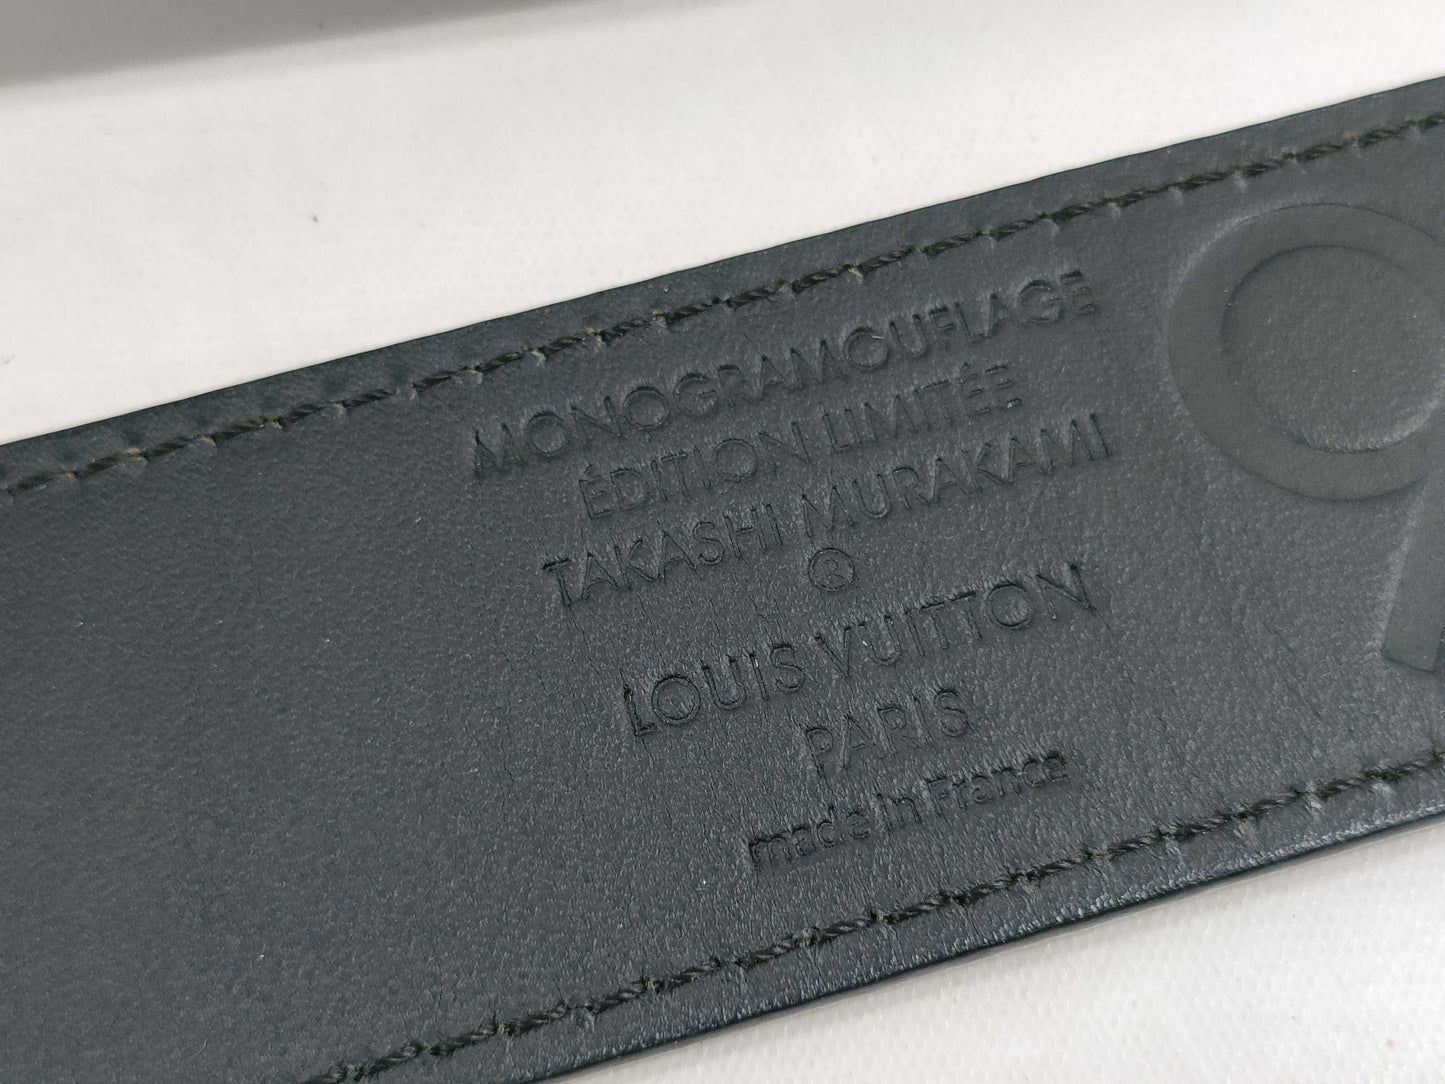 MONOGRAMOUFLAGE
ÉDITION LIMITÉE
TAKASHI MURAKAMI
®
LOUIS VUITTON
PARIS
made in France